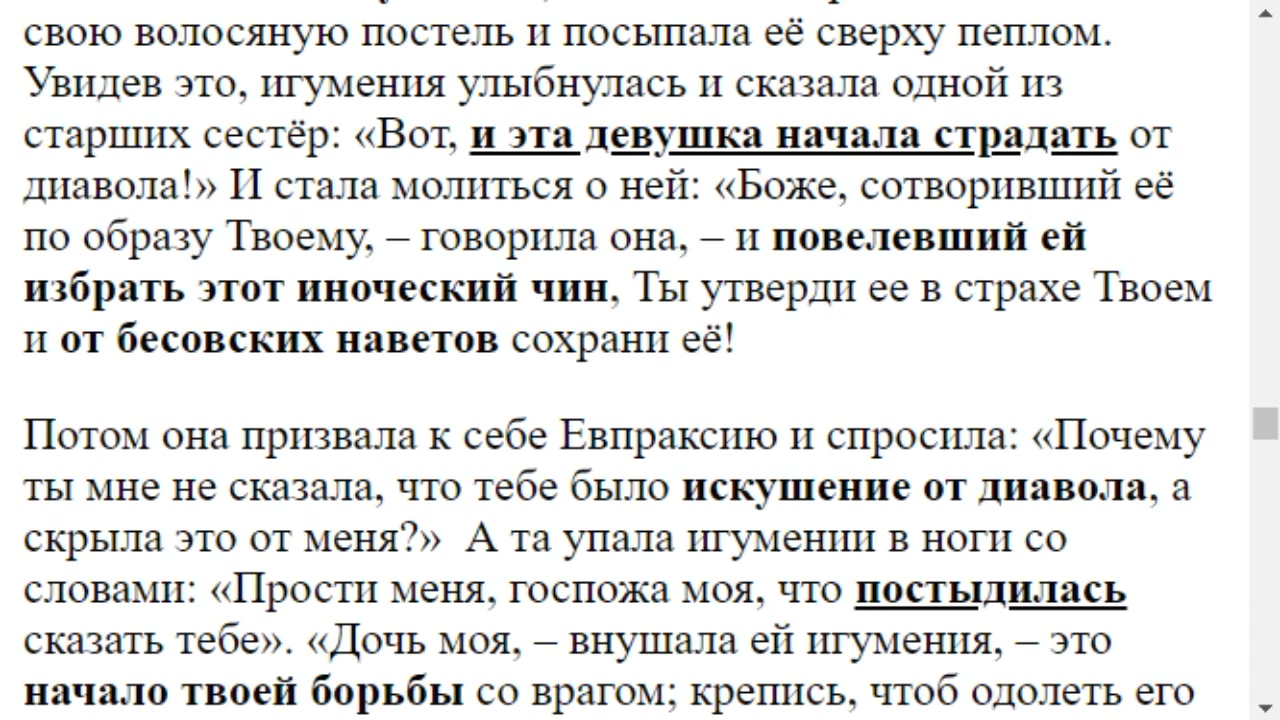 свою волосяную постель и посыпала её сверху пеплом.
Увидев это, игумения улыбнулась и сказала одной из
старших сестёр: «Вот, и эта девушка начала страдать от
диавола!» И стала молиться о ней: «Боже, сотворивший её
по образу Твоему, – говорила она, – и повелевший ей
избрать этот иноческий чин, Ты утверди ее в страхе Твоем
и от бесовских наветов сохрани её!
Потом она призвала к себе Евпраксию и спросила: «Почему
ты мне не сказала, что тебе было искушение от диавола, а
скрыла это от меня?»  А та упала игумении в ноги со
словами: «Прости меня, госпожа моя, что постыдилась
сказать тебе». «Дочь моя, – внушала ей игумения, – это
начало твоей борьбы со врагом; крепись, чтоб одолеть его